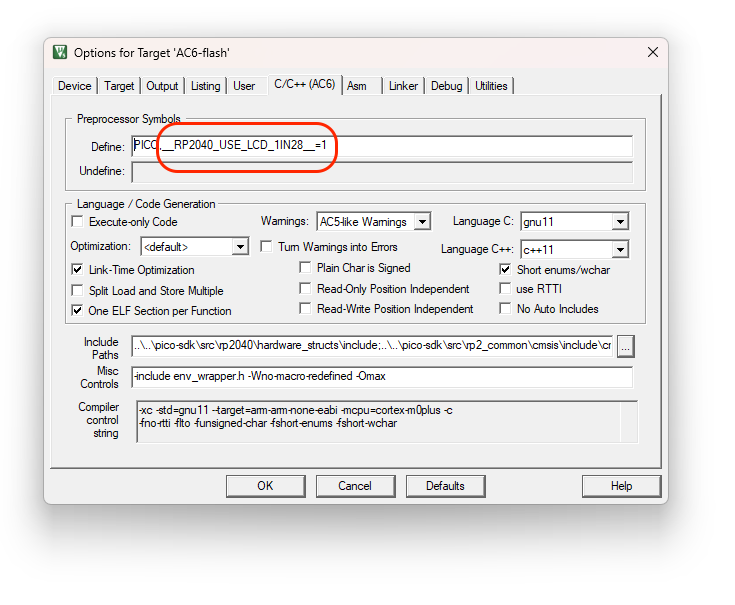 Options for Target 'AC6-flash'
Device Target Output Listing User C/C++ (AC6) Asm Linker Debug Utilities
Preprocessor Symbols
Define: PICO,__RP2040_USE_LCD_1IN28__=1
Undefine:
Language / Code Generation
Execute-only Code Warnings: AC5-like Warnings Language C: gnu11
Optimization: <default> Turn Warnings into Errors Language C++: c++11
Link-Time Optimization Plain Char is Signed Short enums/wchar
Split Load and Store Multiple Read-Only Position Independent use RTTI
One ELF Section per Function Read-Write Position Independent No Auto Includes
Include Paths ..\..\pico-sdk\src\rp2040\hardware_structs\include;..\..\pico-sdk\src\rp2_common\cmsis\include\cr ...
Misc Controls -include env_wrapper.h -Wno-macro-redefined -Omax
Compiler control string -xc -std=gnu11 --target=arm-arm-none-eabi -mcpu=cortex-m0plus -c
-fno-rtti -flto -funsigned-char -fshort-enums -fshort-wchar
OK Cancel Defaults Help